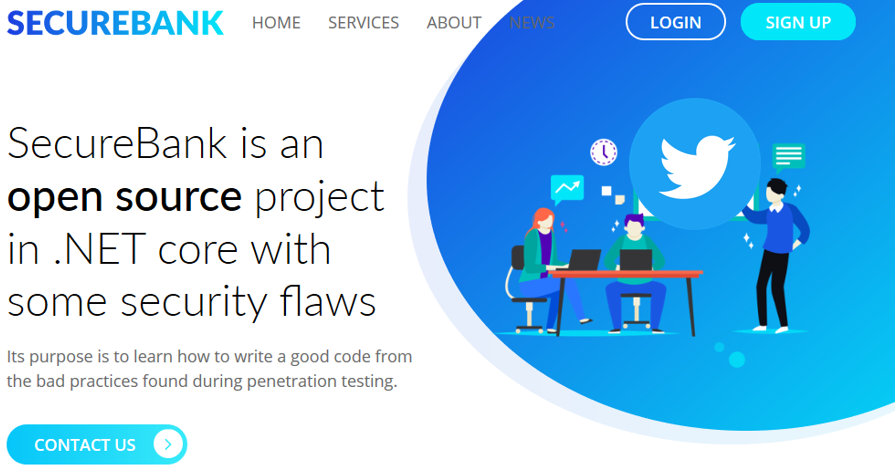 SECUREBANK HOME SERVICES ABOUT NEWS LOGIN SIGN UP
SecureBank is an
open source project
in .NET core with
some security flaws
Its purpose is to learn how to write a good code from
the bad practices found during penetration testing.
CONTACT US